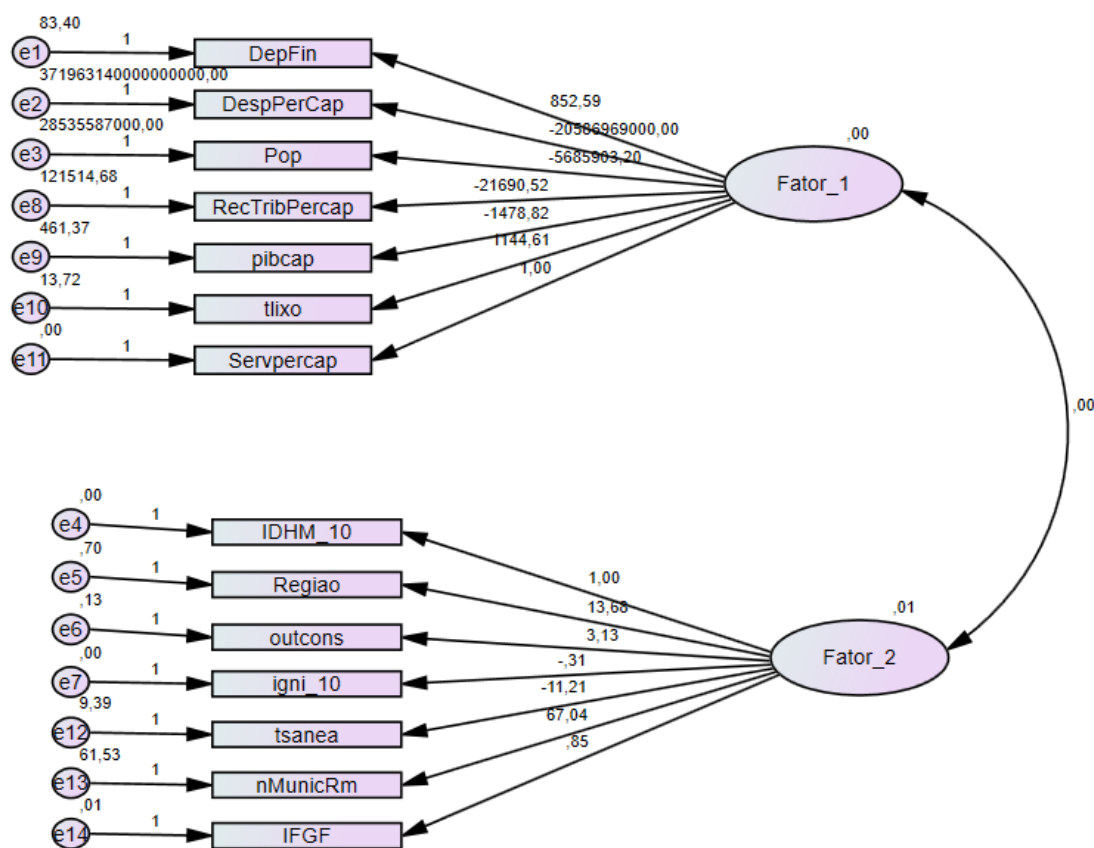 83,40
e1 1 DepFin
371963140000000000,00
e2 1 DespPerCap
28535587000,00
e3 1 Pop
121514,68
e8 1 RecTribPercap
461,37
e9 1 pibcap
13,72
e10 1 tlixo
,00
e11 1 Servpercap
852,59
-20586969000,00
-5685903,20
-21690,52
-1478,82
1144,61
1,00
,00
Fator_1
,00
,00
e4 1 IDHM_10
,70
e5 1 Regiao
,13
e6 1 outcons
,00
e7 1 igni_10
9,39
e12 1 tsanea
61,53
e13 1 nMunicRm
,01
e14 1 IFGF
1,00
13,68
3,13
-,31
-11,21
67,04
,85
,01
Fator_2